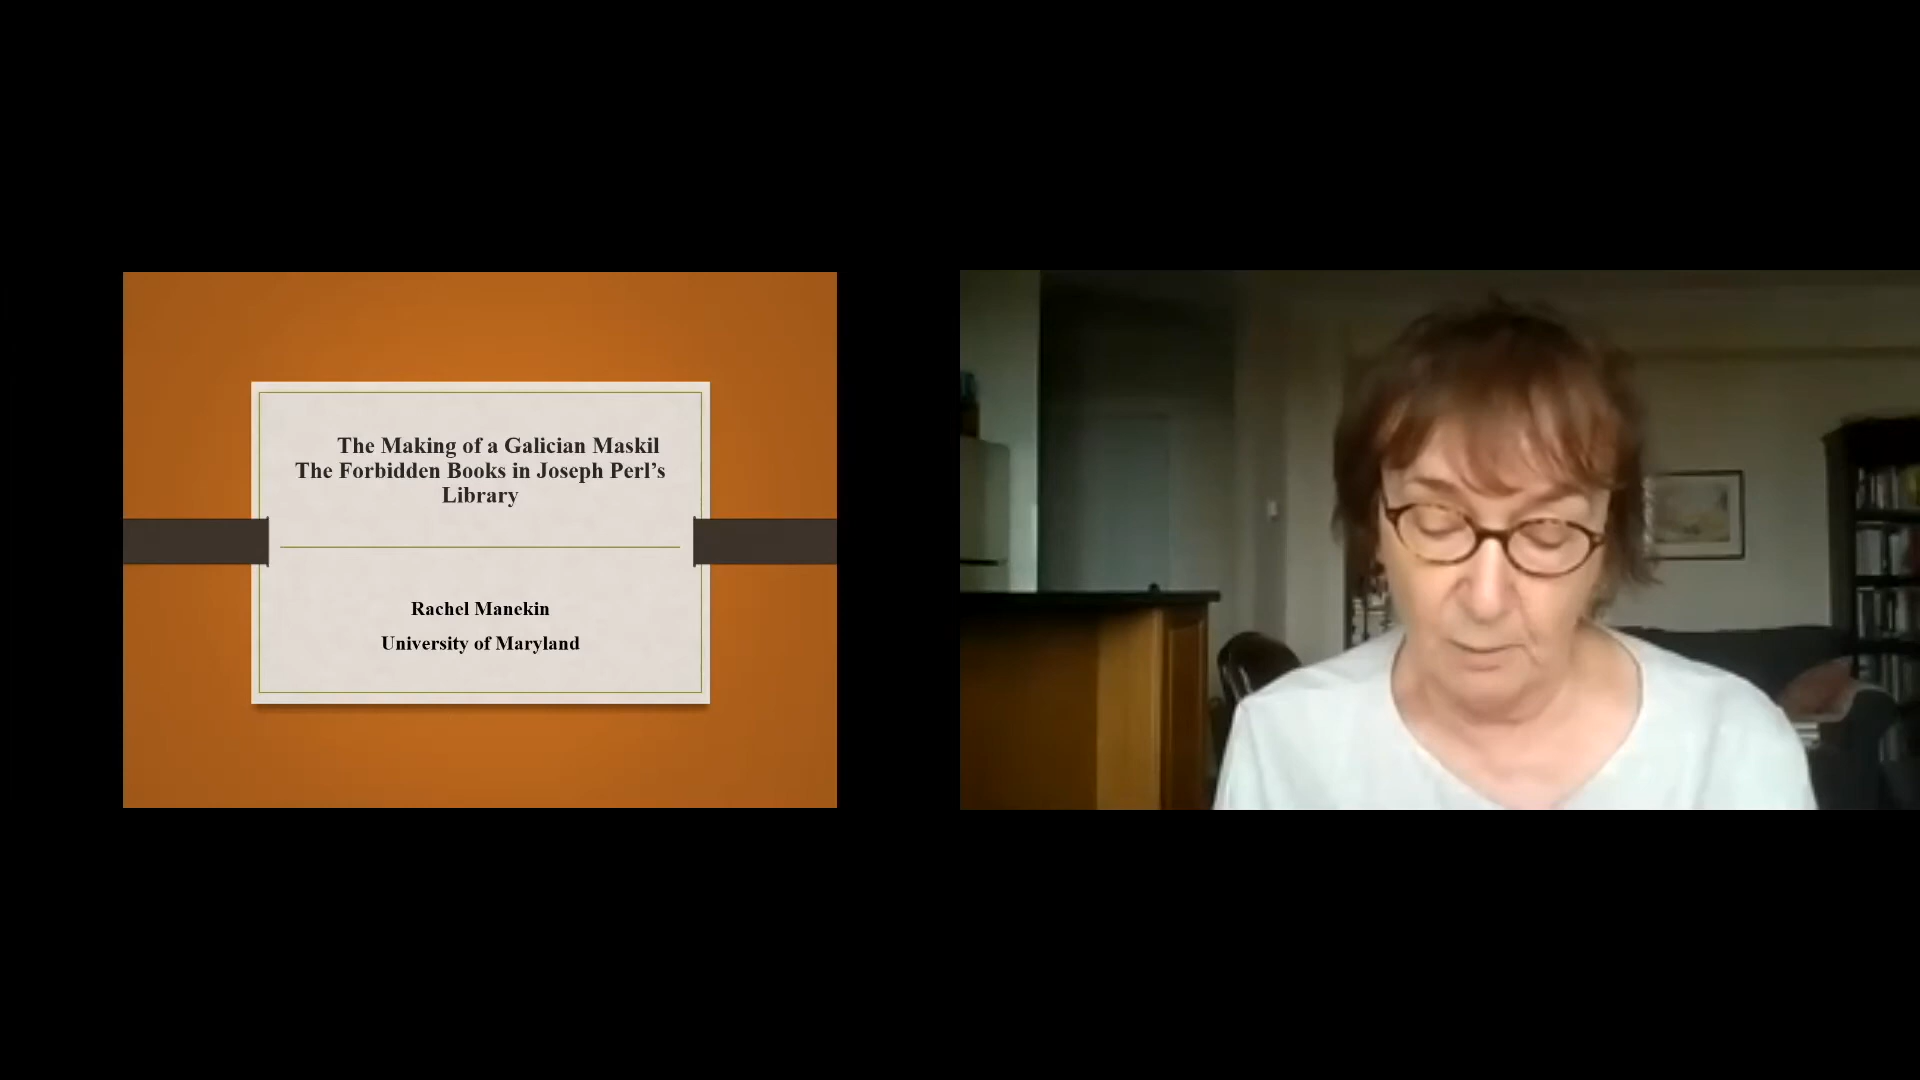 The Making of a Galician Maskil
The Forbidden Books in Joseph Perl’s
Library
Rachel Manekin
University of Maryland